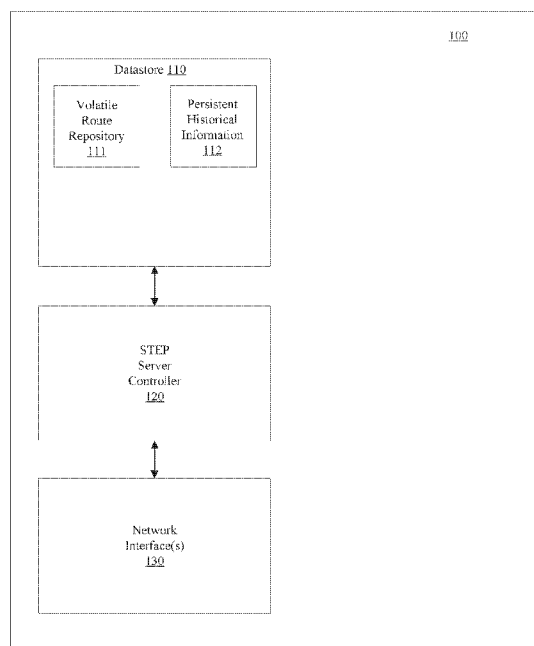 100
Datastore 110
Volatile
Route
Repository
111
Persistent
Historical
Information
112
STEP
Server
Controller
120
Network
Interface(s)
130